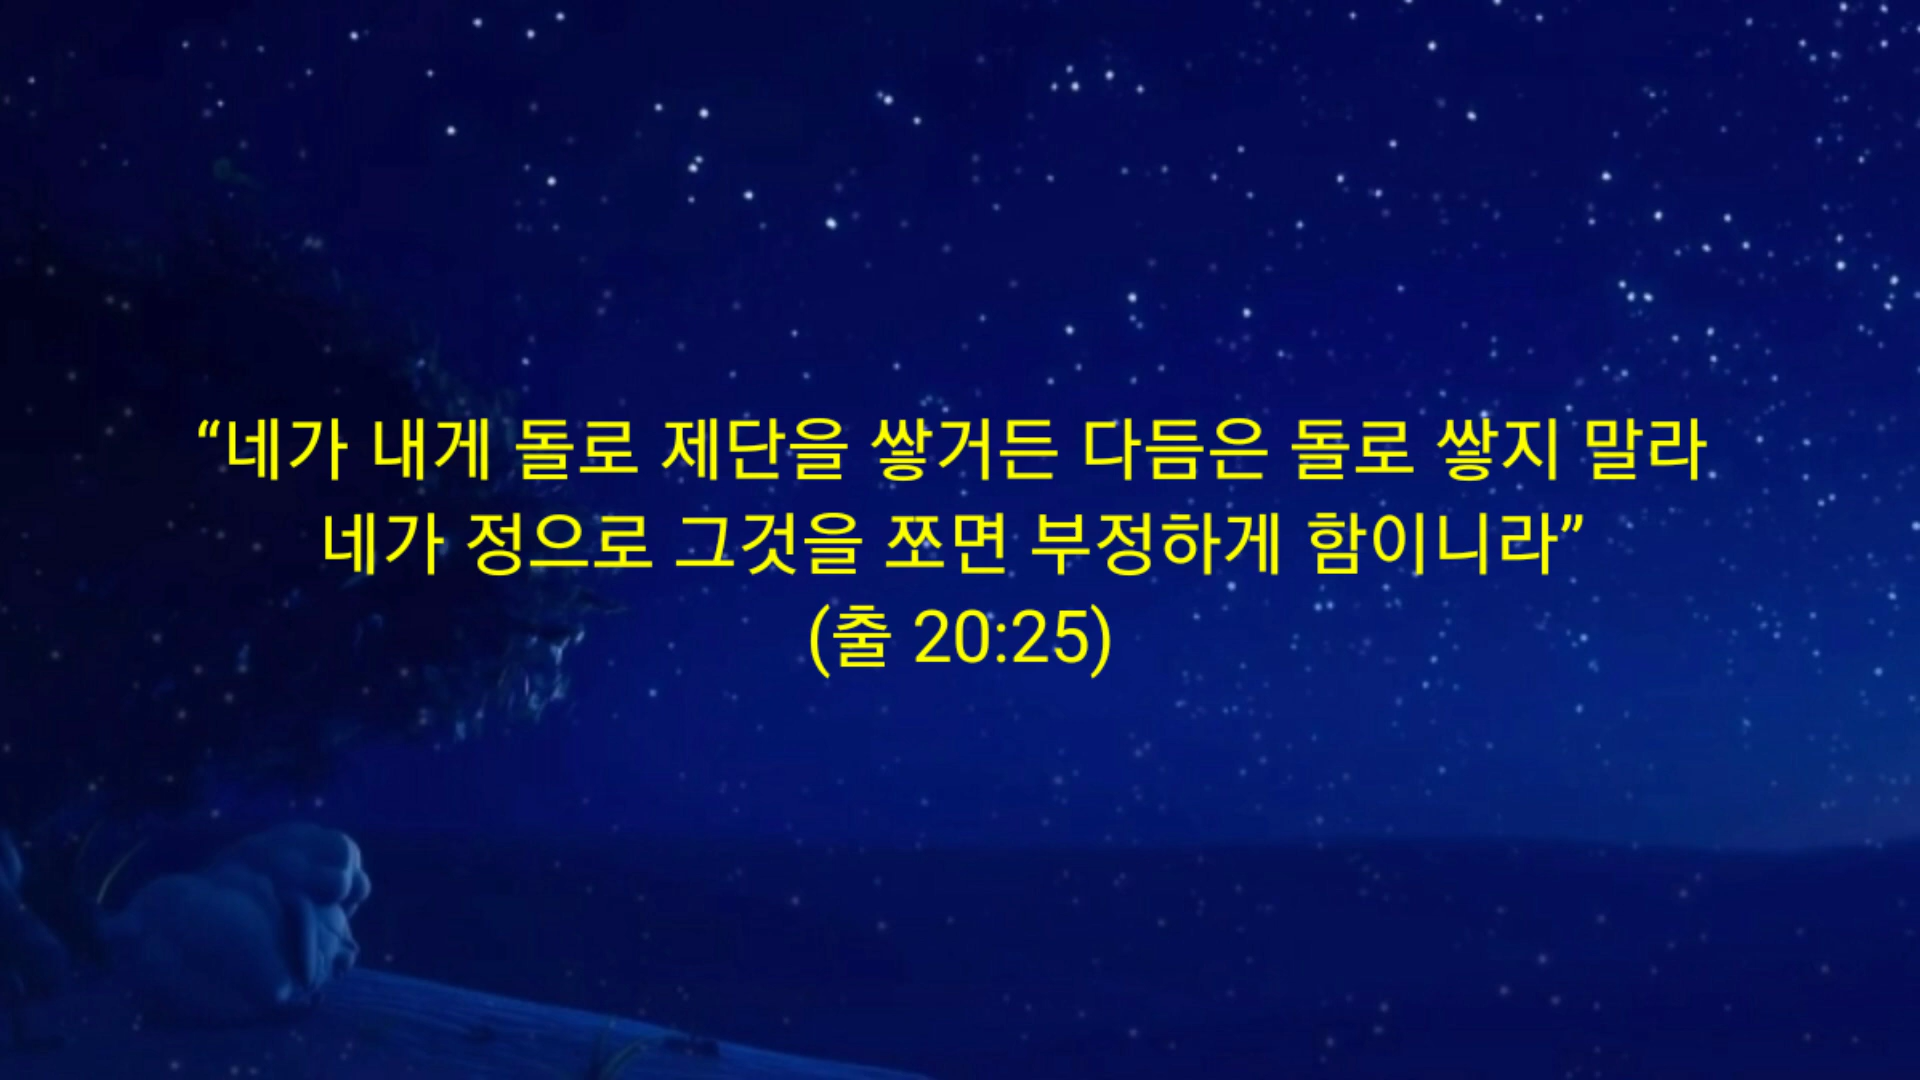 “네가 내게 돌로 제단을 쌓거든 다듬은 돌로 쌓지 말라
네가 정으로 그것을 쪼면 부정하게 함이니라”
(출 20:25)